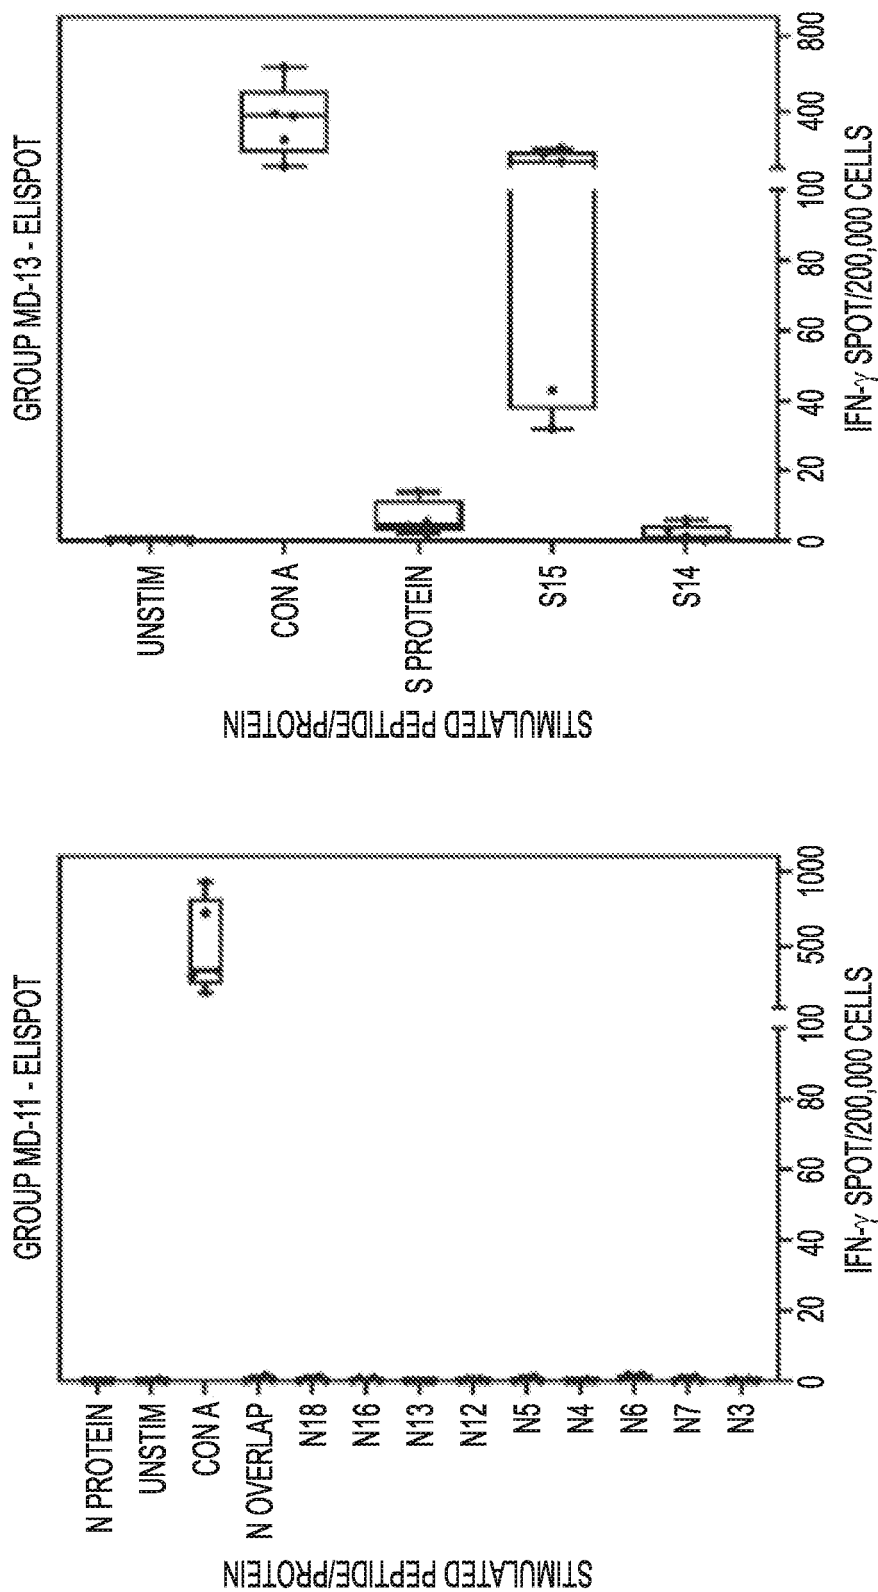 GROUP MD-11 - ELISPOT
STIMULATED PEPTIDE/PROTEIN
N PROTEIN
UNSTIM
CON A
N OVERLAP
N18
N16
N13
N12
N5
N4
N6
N7
N3
0 20 40 60 80 100 500 1000
IFN-γ SPOT/200,000 CELLS
GROUP MD-13 - ELISPOT
STIMULATED PEPTIDE/PROTEIN
UNSTIM
CON A
S PROTEIN
S15
S14
0 20 40 60 80 100 400 800
IFN-γ SPOT/200,000 CELLS